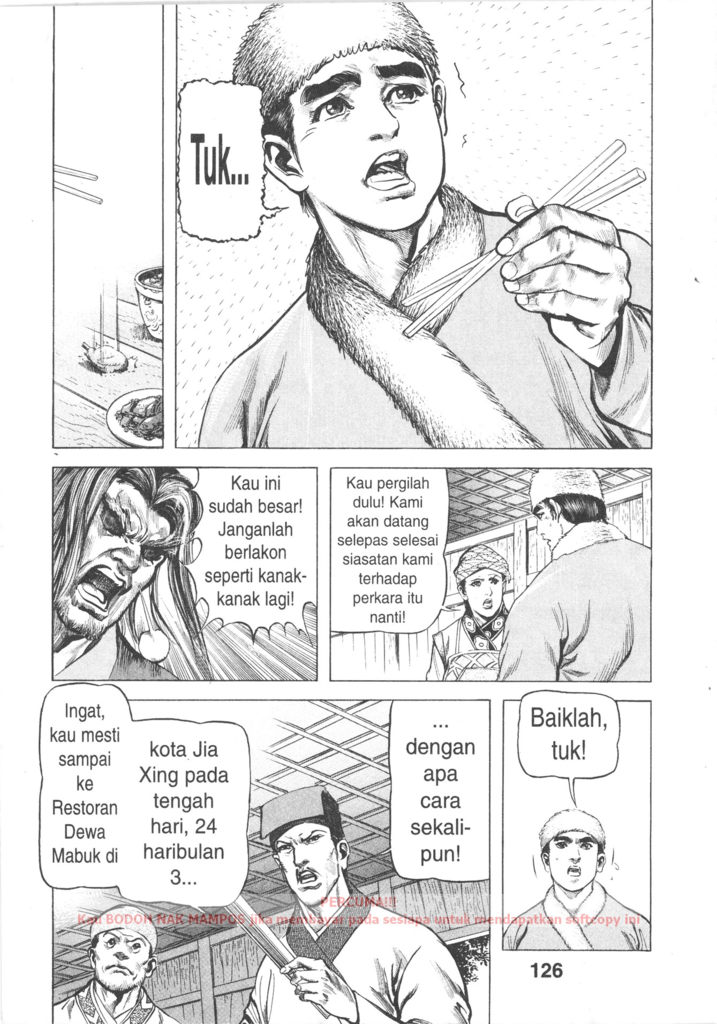 Tuk...
Kau ini
sudah besar!
Janganlah
berlakon
seperti kanak-
kanak lagi!
Kau pergilah
dulu! Kami
akan datang
selepas selesai
siasatan kami
terhadap
perkara itu
nanti!
Ingat,
kau mesti
sampai
ke
Restoran
Dewa
Mabuk di
kota Jia
Xing pada
tengah
hari, 24
haribulan
3...
...
dengan
apa
cara
sekali-
pun!
Baiklah,
tuk!
PERCUMA!!!
Kau BODOH NAK MAMPUS jika membayar pada sesiapa untuk mendapatkan softcopy ini
126